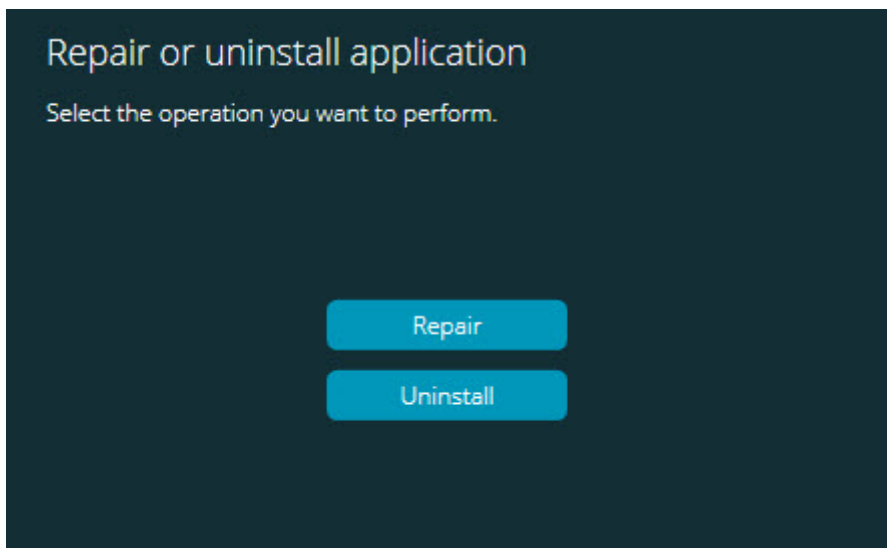 Repair or uninstall application
Select the operation you want to perform.
Repair
Uninstall